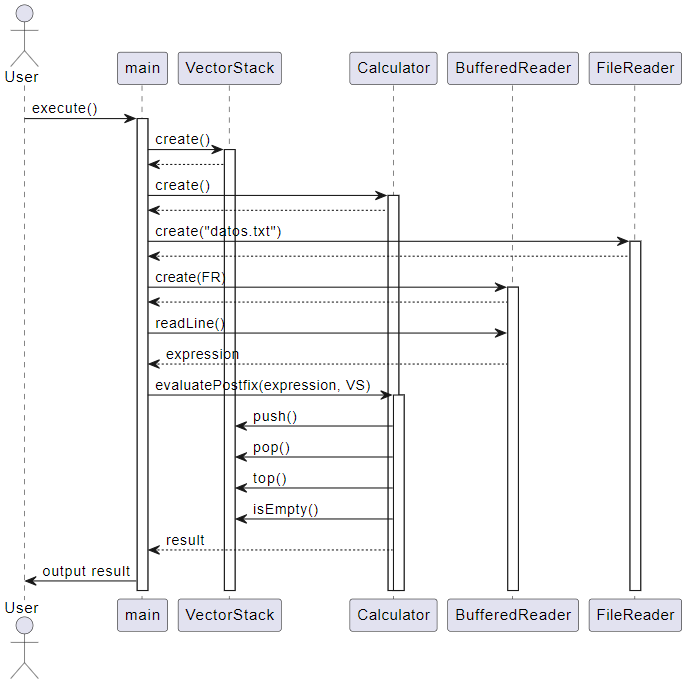 User
main
VectorStack
Calculator
BufferedReader
FileReader
execute()
create()
create()
create("datos.txt")
create(FR)
readLine()
expression
evaluatePostfix(expression, VS)
push()
pop()
top()
isEmpty()
result
output result
User
main
VectorStack
Calculator
BufferedReader
FileReader